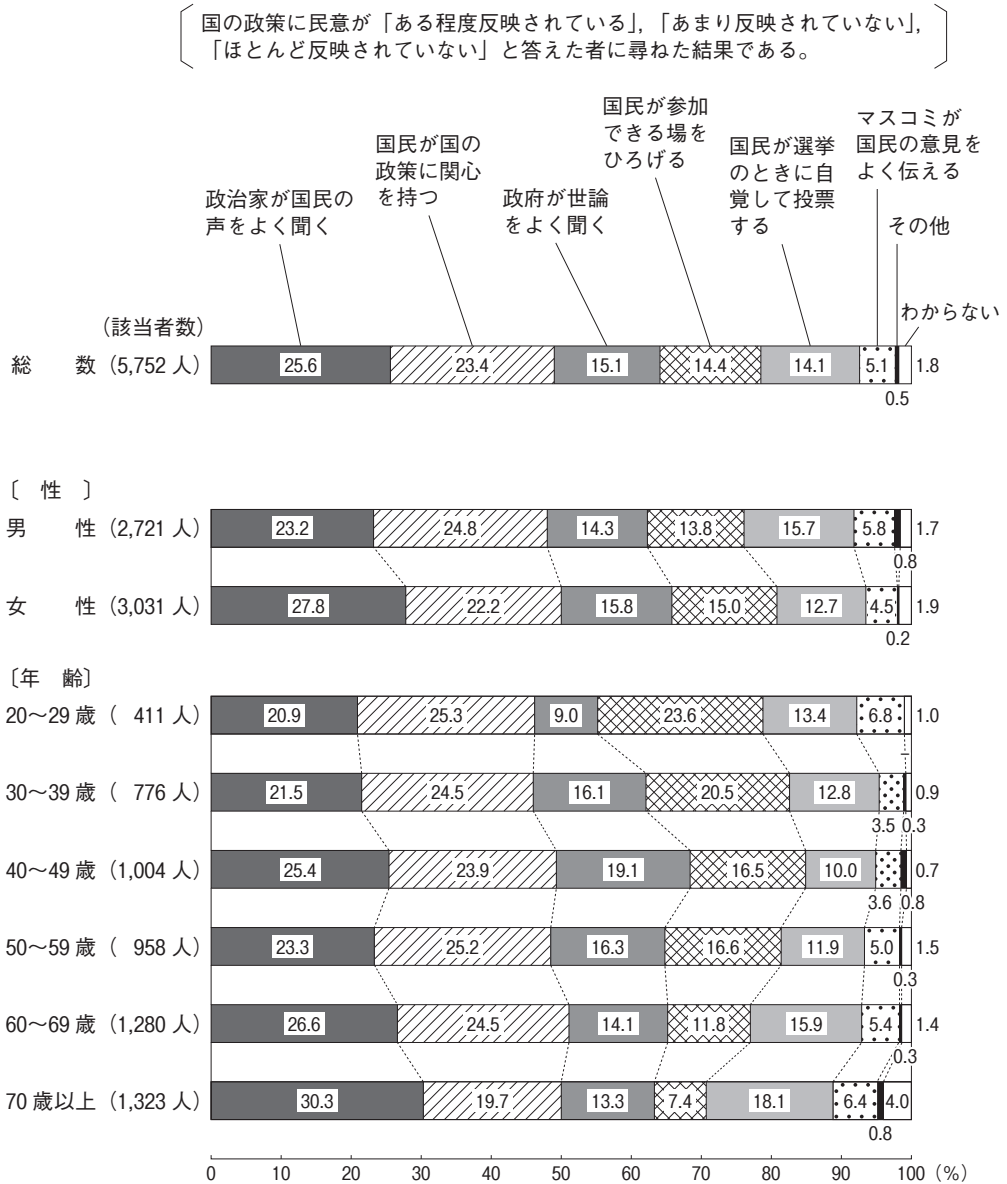 国の政策に民意が「ある程度反映されている」，「あまり反映されていない」，
「ほとんど反映されていない」と答えた者に尋ねた結果である。
政治家が国民の
声をよく聞く
国民が国の
政策に関心
を持つ
政府が世論
をよく聞く
国民が参加
できる場を
ひろげる
国民が選挙
のときに自
覚して投票
する
マスコミが
国民の意見を
よく伝える
その他
わからない
（該当者数）
総　　数（5,752 人） 25.6 23.4 15.1 14.4 14.1 5.1 1.8
0.5
〔　性　〕
男　　性（2,721 人） 23.2 24.8 14.3 13.8 15.7 5.8 1.7
0.8
女　　性（3,031 人） 27.8 22.2 15.8 15.0 12.7 4.5 1.9
0.2
〔年　齢〕
20～29 歳（　411 人） 20.9 25.3 9.0 23.6 13.4 6.8 1.0
−
30～39 歳（　776 人） 21.5 24.5 16.1 20.5 12.8 0.9
3.5 0.3
40～49 歳（1,004 人） 25.4 23.9 19.1 16.5 10.0 0.7
3.6 0.8
50～59 歳（　958 人） 23.3 25.2 16.3 16.6 11.9 5.0 1.5
0.3
60～69 歳（1,280 人） 26.6 24.5 14.1 11.8 15.9 5.4 1.4
0.3
70 歳以上（1,323 人） 30.3 19.7 13.3 7.4 18.1 6.4 4.0
0.8
0 10 20 30 40 50 60 70 80 90 100（%）